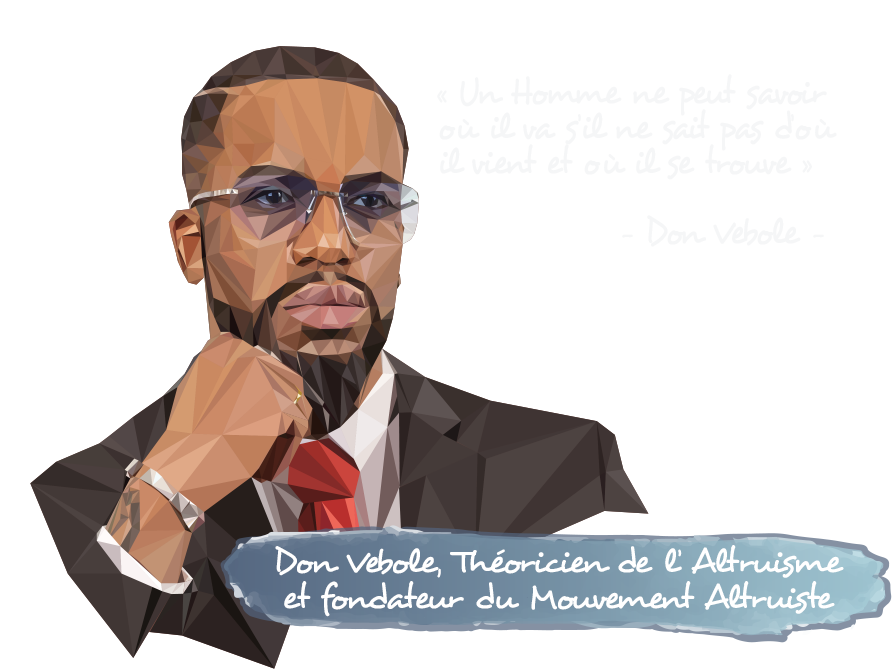 « Un Homme ne peut savoir
où il va s'il ne sait pas d'où
il vient et où il se trouve »
- Don Vebole -
Don Vebole, Théoricien de l' Altruisme
et fondateur du Mouvement Altruiste